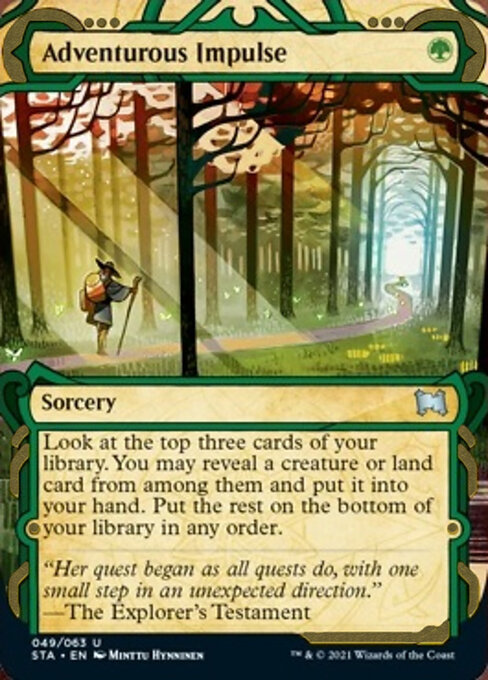 Adventurous Impulse
Sorcery
Look at the top three cards of your
library. You may reveal a creature or land
card from among them and put it into
your hand. Put the rest on the bottom of
your library in any order.
“Her quest began as all quests do, with one
small step in an unexpected direction.”
—The Explorer’s Testament
049/063 U
STA • EN Minttu Hynninen
™ & © 2021 Wizards of the Coast